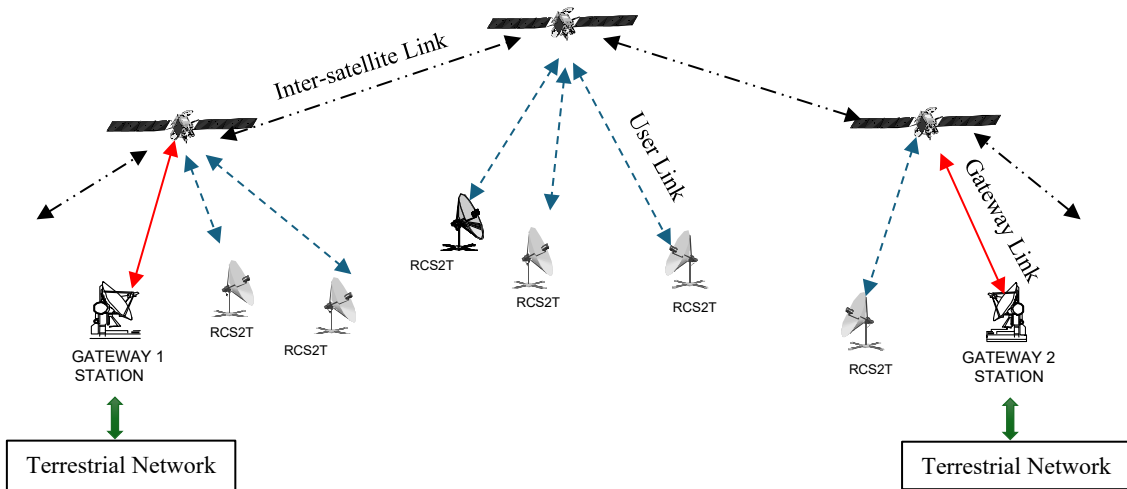 Inter-satellite Link
User Link
Gateway Link
RCS2T
RCS2T
RCS2T
RCS2T
RCS2T
RCS2T
GATEWAY 1
STATION
GATEWAY 2
STATION
Terrestrial Network
Terrestrial Network